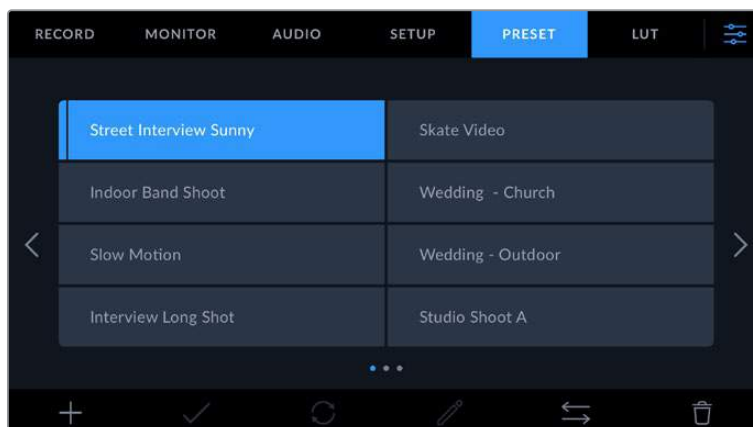 RECORD MONITOR AUDIO SETUP PRESET LUT
Street Interview Sunny Skate Video
Indoor Band Shoot Wedding - Church
Slow Motion Wedding - Outdoor
Interview Long Shot Studio Shoot A